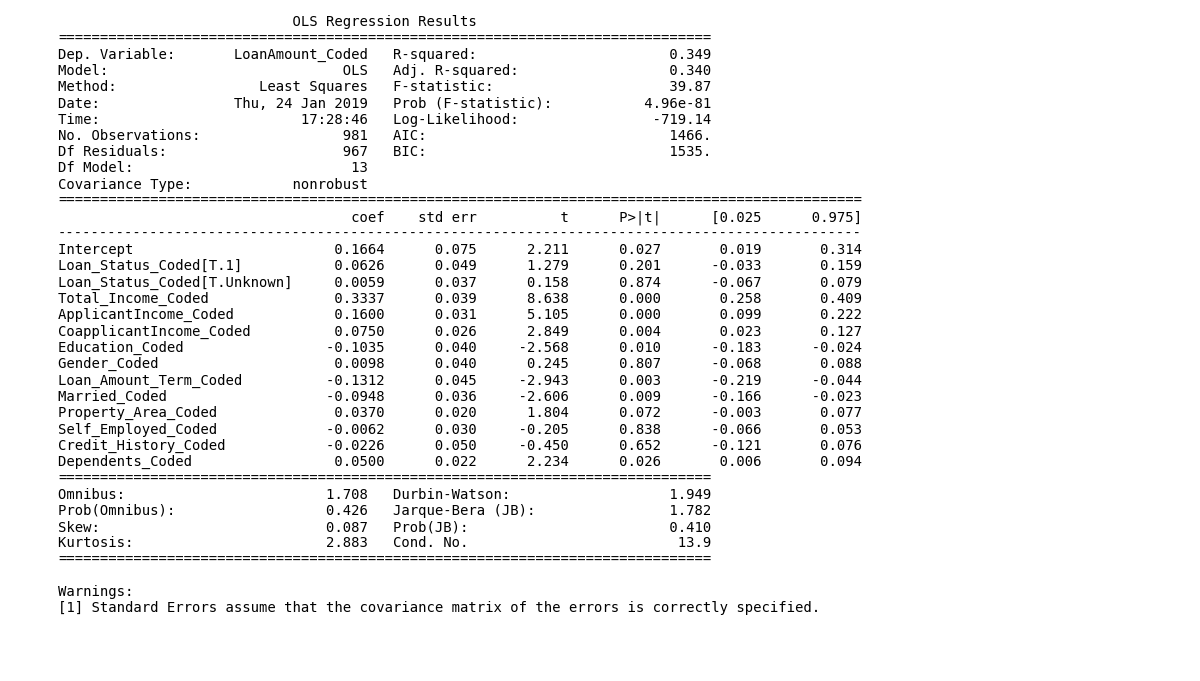 OLS Regression Results
==============================================================================
Dep. Variable: LoanAmount_Coded R-squared: 0.349
Model: OLS Adj. R-squared: 0.340
Method: Least Squares F-statistic: 39.87
Date: Thu, 24 Jan 2019 Prob (F-statistic): 4.96e-81
Time: 17:28:46 Log-Likelihood: -719.14
No. Observations: 981 AIC: 1466.
Df Residuals: 967 BIC: 1535.
Df Model: 13
Covariance Type: nonrobust
================================================================================================
coef std err t P>|t| [0.025 0.975]
------------------------------------------------------------------------------------------------
Intercept 0.1664 0.075 2.211 0.027 0.019 0.314
Loan_Status_Coded[T.1] 0.0626 0.049 1.279 0.201 -0.033 0.159
Loan_Status_Coded[T.Unknown] 0.0059 0.037 0.158 0.874 -0.067 0.079
Total_Income_Coded 0.3337 0.039 8.638 0.000 0.258 0.409
ApplicantIncome_Coded 0.1600 0.031 5.105 0.000 0.099 0.222
CoapplicantIncome_Coded 0.0750 0.026 2.849 0.004 0.023 0.127
Education_Coded -0.1035 0.040 -2.568 0.010 -0.183 -0.024
Gender_Coded 0.0098 0.040 0.245 0.807 -0.068 0.088
Loan_Amount_Term_Coded -0.1312 0.045 -2.943 0.003 -0.219 -0.044
Married_Coded -0.0948 0.036 -2.606 0.009 -0.166 -0.023
Property_Area_Coded 0.0370 0.020 1.804 0.072 -0.003 0.077
Self_Employed_Coded -0.0062 0.030 -0.205 0.838 -0.066 0.053
Credit_History_Coded -0.0226 0.050 -0.450 0.652 -0.121 0.076
Dependents_Coded 0.0500 0.022 2.234 0.026 0.006 0.094
==============================================================================
Omnibus: 1.708 Durbin-Watson: 1.949
Prob(Omnibus): 0.426 Jarque-Bera (JB): 1.782
Skew: 0.087 Prob(JB): 0.410
Kurtosis: 2.883 Cond. No. 13.9
==============================================================================
Warnings:
[1] Standard Errors assume that the covariance matrix of the errors is correctly specified.